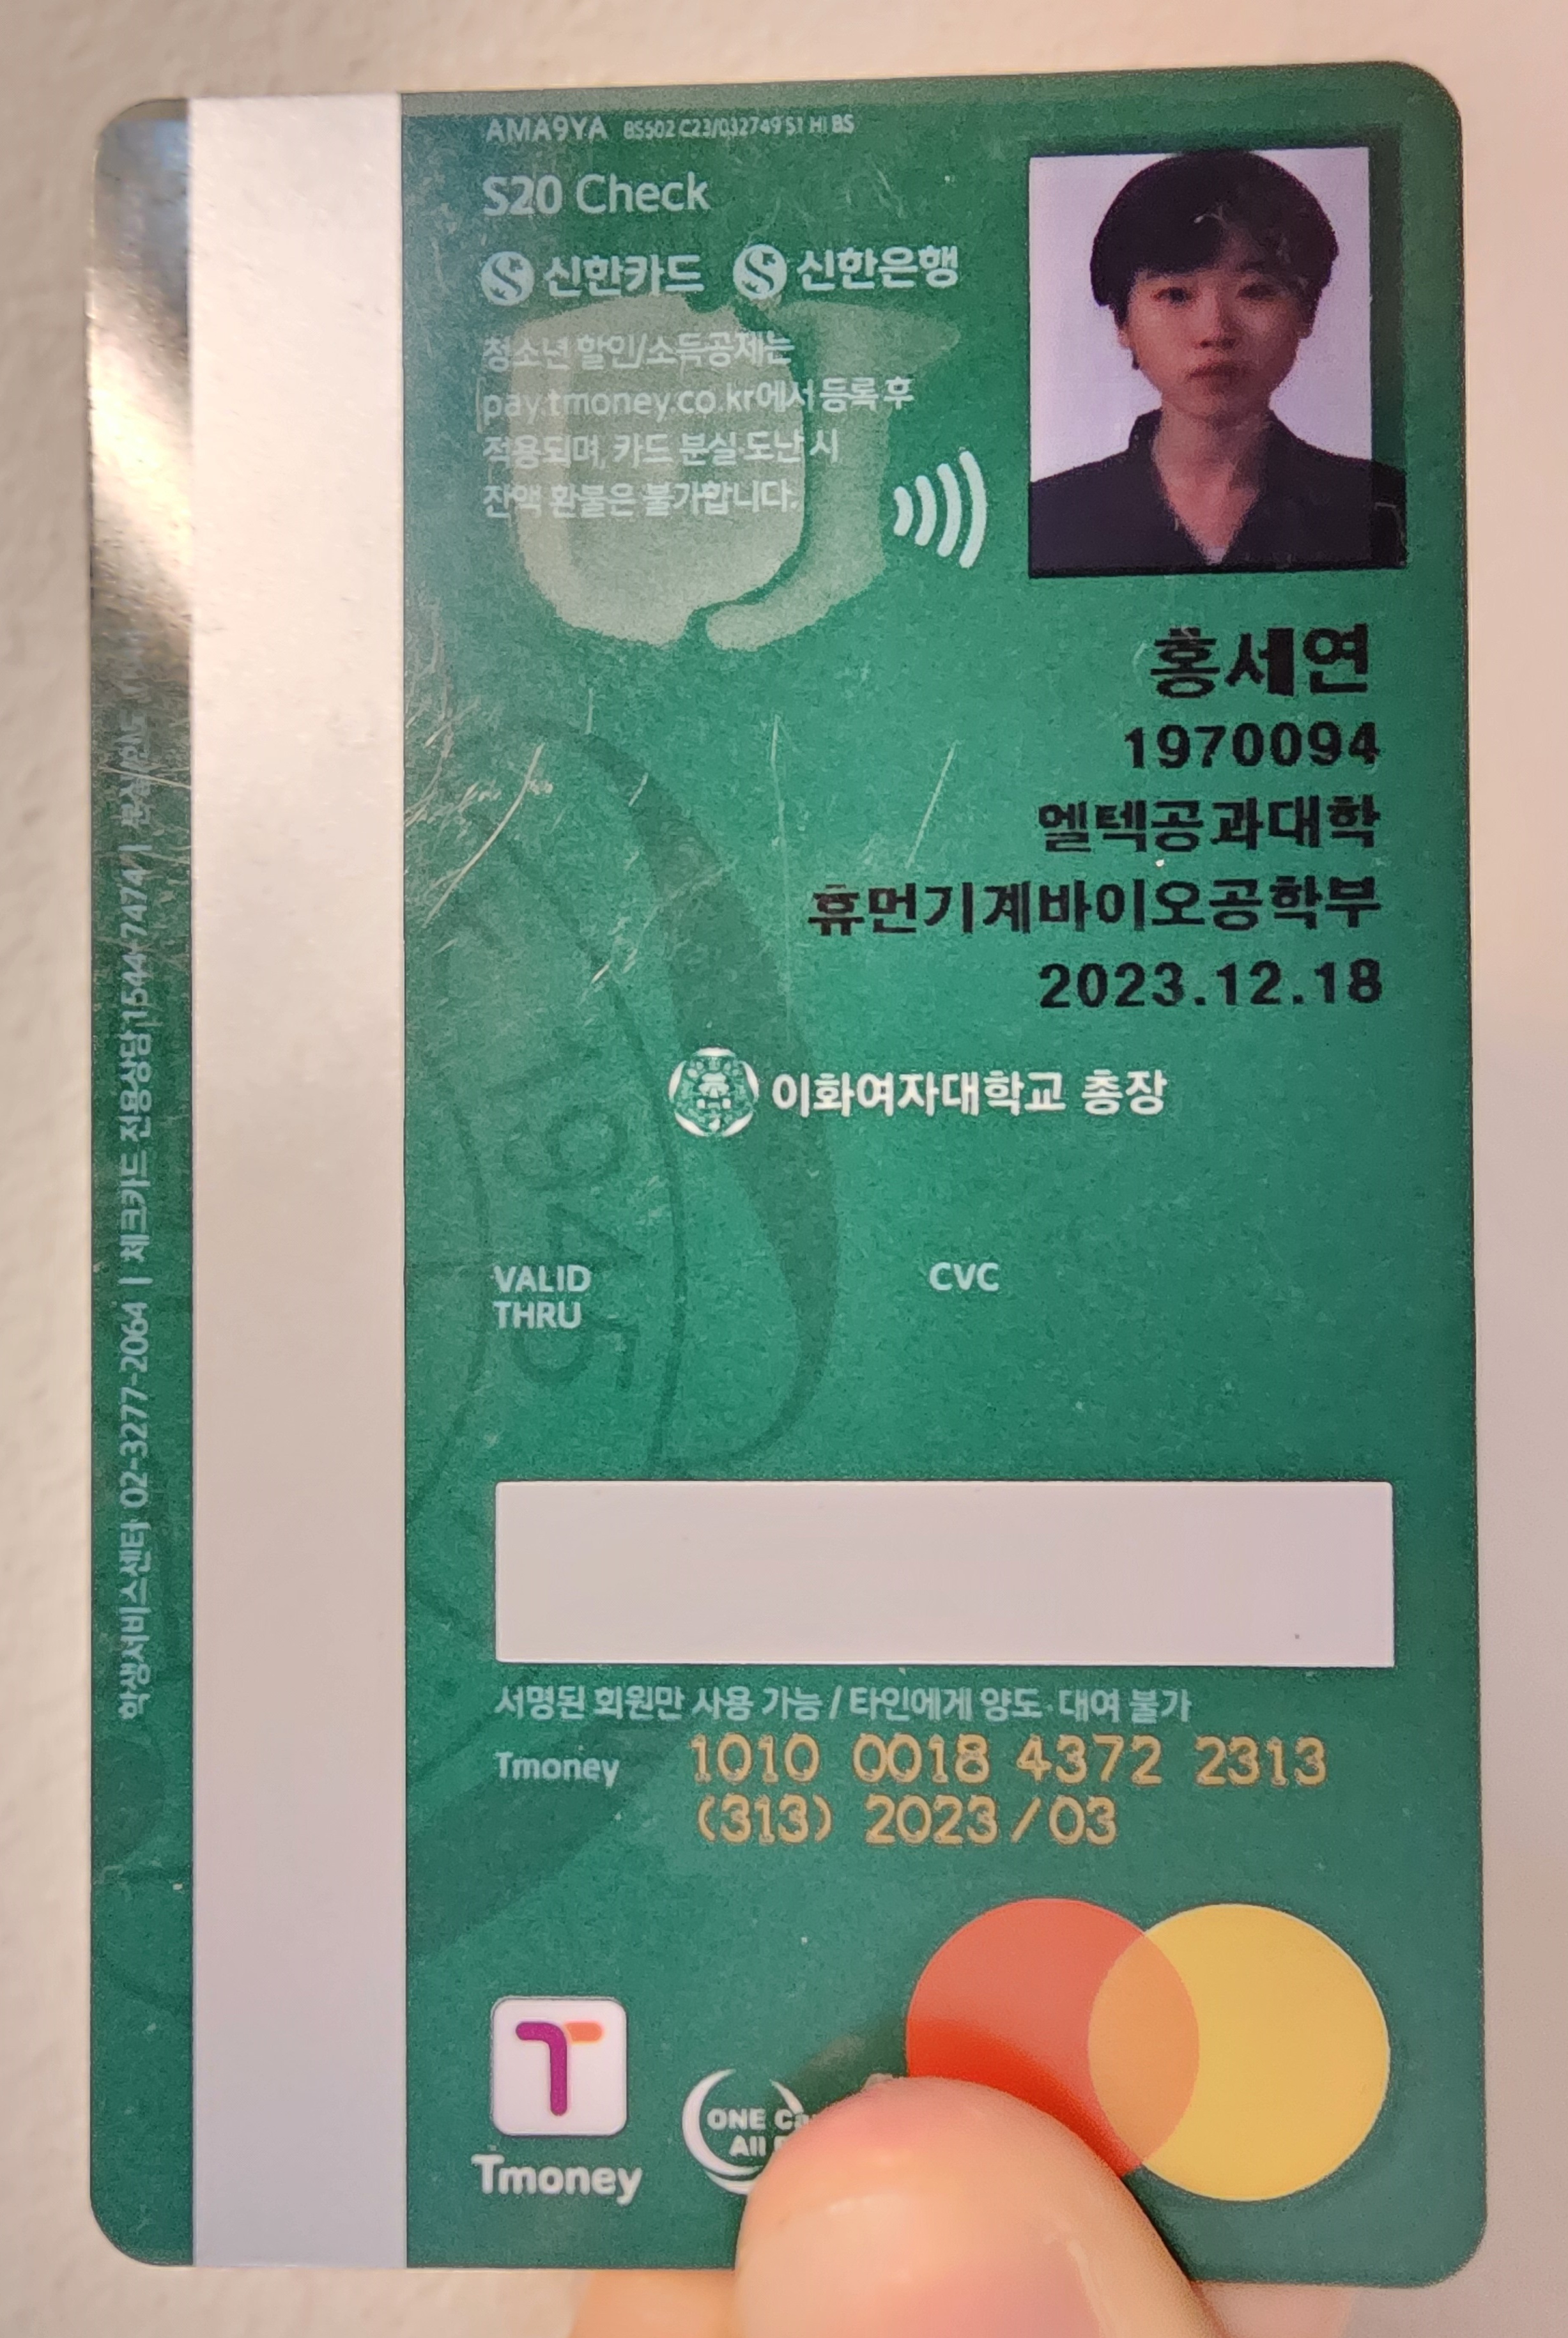 AMA9YA BS502 C23/032749 S1 HI BS
S20 Check
신한카드 신한은행
청소년 할인/소득공제는
pay.tmoney.co.kr에서 등록 후
적용되며, 카드 분실·도난 시
잔액 환불은 불가합니다.
홍세연
1970094
엘텍공과대학
휴먼기계바이오공학부
2023.12.18
이화여자대학교 총장
VALID
THRU
CVC
서명된 회원만 사용 가능 / 타인에게 양도·대여 불가
Tmoney 1010 0018 4372 2313
(313) 2023/03
Tmoney
ONE
All
학생서비스센터 02-3277-2064 | 체크카드 전용상담 1544-7474 |
1945